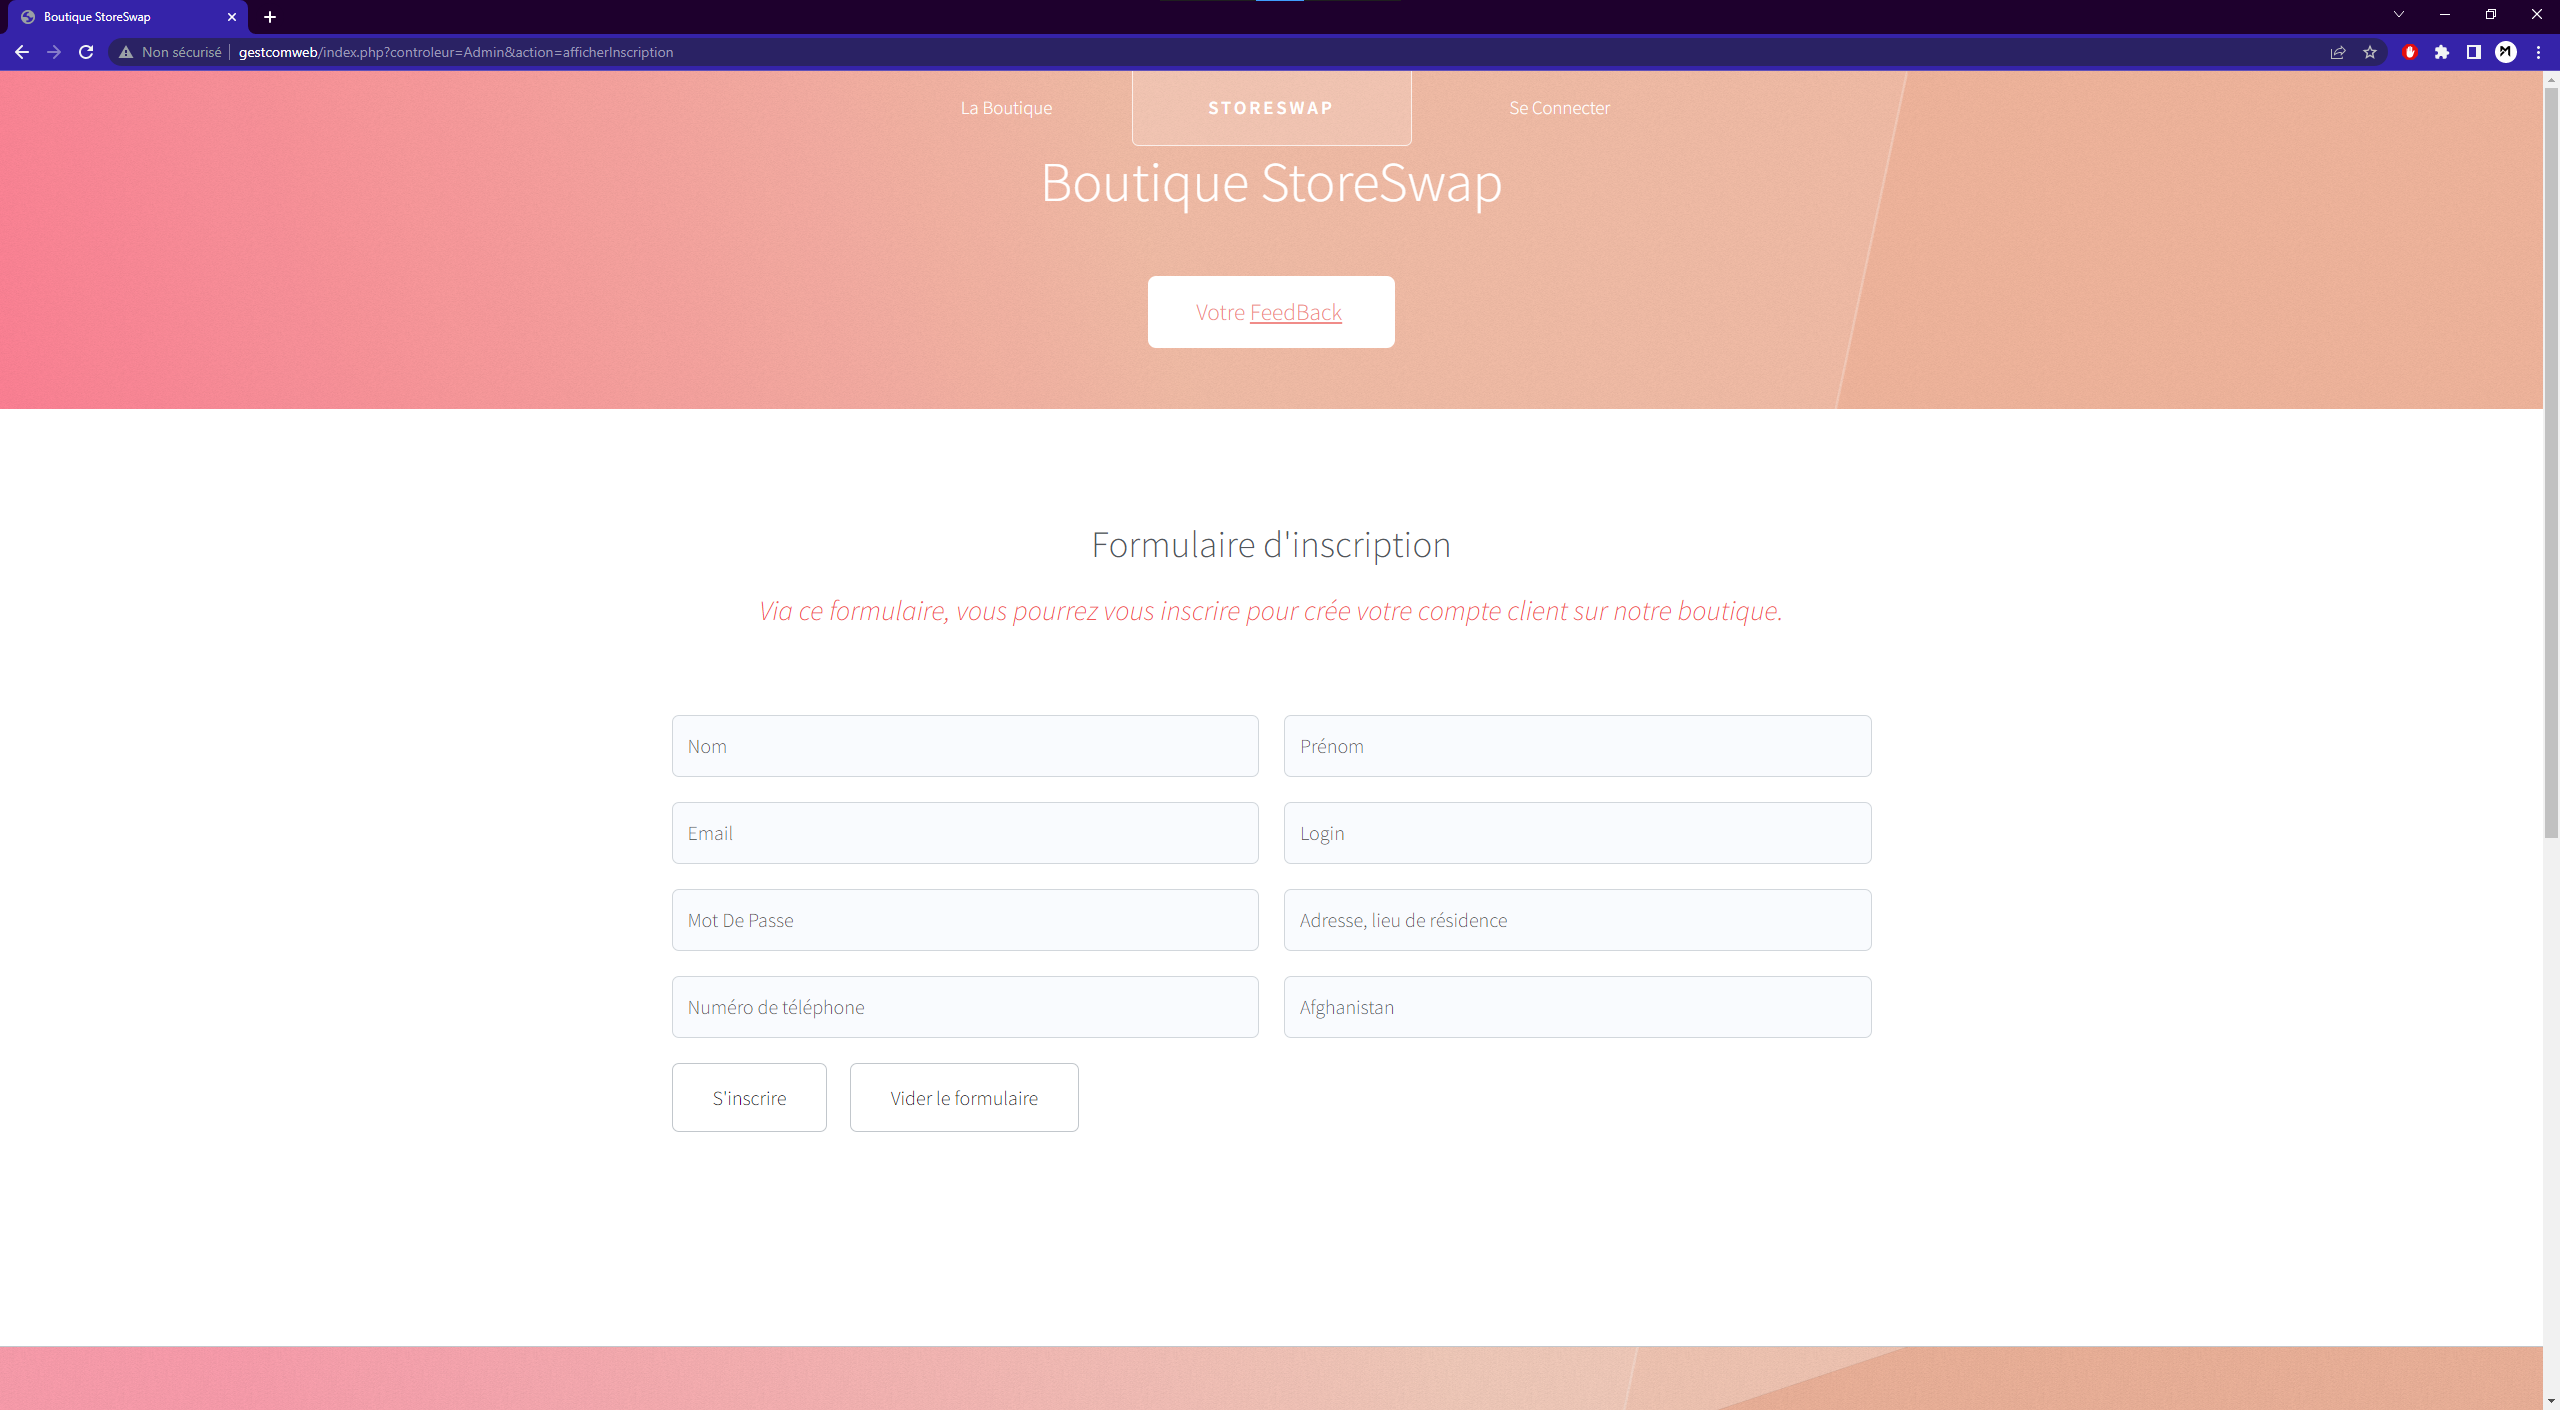 Boutique StoreSwap
Non sécurisé gestcomweb/index.php?controleur=Admin&action=afficherInscription
La Boutique STORESWAP Se Connecter
Boutique StoreSwap
Votre FeedBack
Formulaire d'inscription
Via ce formulaire, vous pourrez vous inscrire pour crée votre compte client sur notre boutique.
Nom Prénom
Email Login
Mot De Passe Adresse, lieu de résidence
Numéro de téléphone Afghanistan
S'inscrire Vider le formulaire